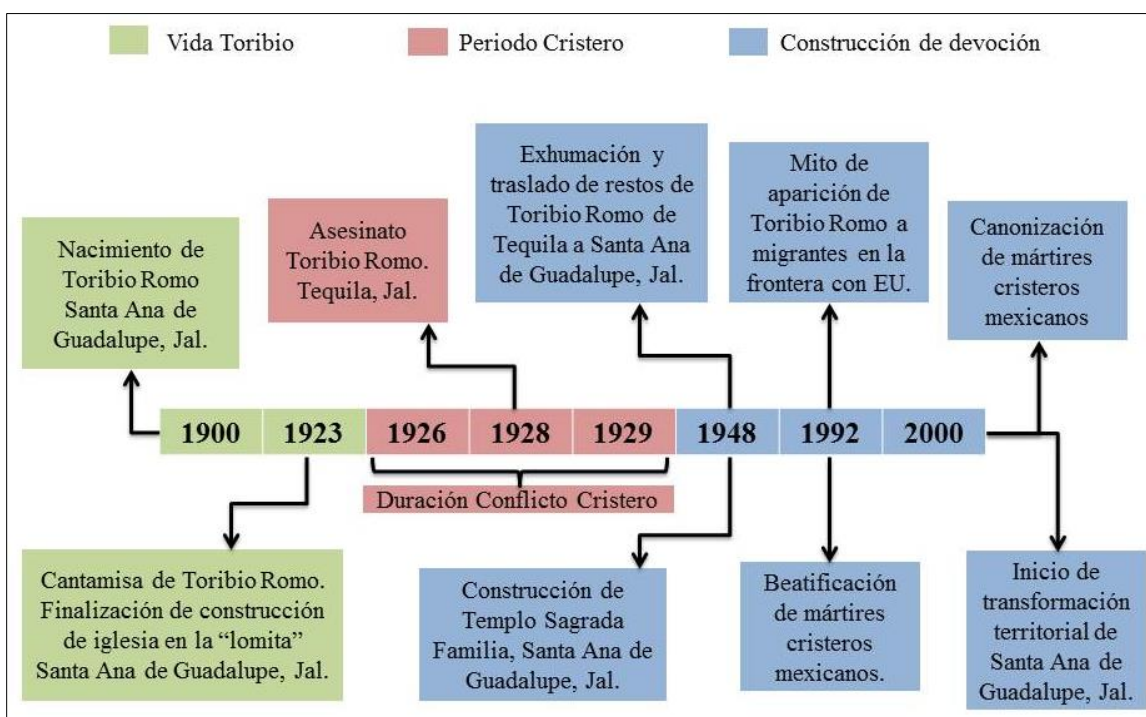 Vida Toribio
Periodo Cristero
Construcción de devoción
Nacimiento de
Toribio Romo
Santa Ana de
Guadalupe, Jal.
Asesinato
Toribio Romo.
Tequila, Jal.
Exhumación y
traslado de restos de
Toribio Romo de
Tequila a Santa Ana
de Guadalupe, Jal.
Mito de
aparición de
Toribio Romo a
migrantes en la
frontera con EU.
Canonización
de mártires
cristeros
mexicanos
1900 1923 1926 1928 1929 1948 1992 2000
Duración Conflicto Cristero
Cantamisa de Toribio Romo.
Finalización de construcción
de iglesia en la “lomita”
Santa Ana de Guadalupe, Jal.
Construcción de
Templo Sagrada
Familia, Santa Ana de
Guadalupe, Jal.
Beatificación
de mártires
cristeros
mexicanos.
Inicio de
transformación
territorial de
Santa Ana de
Guadalupe, Jal.